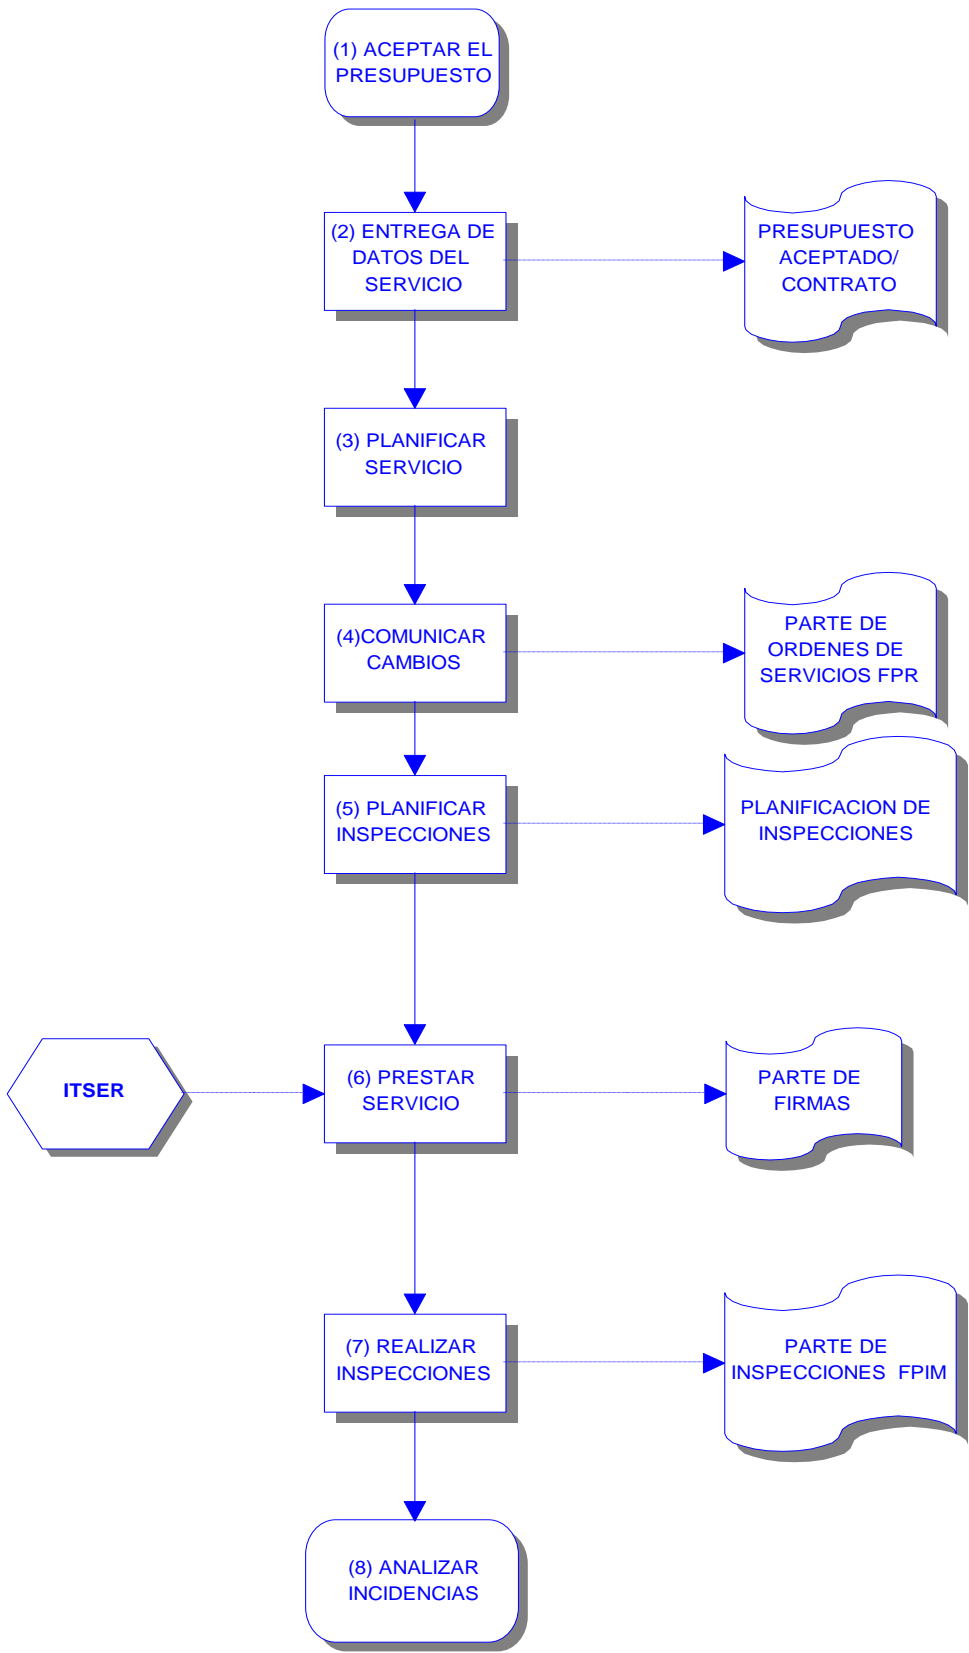 (1) ACEPTAR EL
PRESUPUESTO
(2) ENTREGA DE
DATOS DEL
SERVICIO
PRESUPUESTO
ACEPTADO/
CONTRATO
(3) PLANIFICAR
SERVICIO
(4)COMUNICAR
CAMBIOS
PARTE DE
ORDENES DE
SERVICIOS FPR
(5) PLANIFICAR
INSPECCIONES
PLANIFICACION DE
INSPECCIONES
ITSER
(6) PRESTAR
SERVICIO
PARTE DE
FIRMAS
(7) REALIZAR
INSPECCIONES
PARTE DE
INSPECCIONES  FPIM
(8) ANALIZAR
INCIDENCIAS